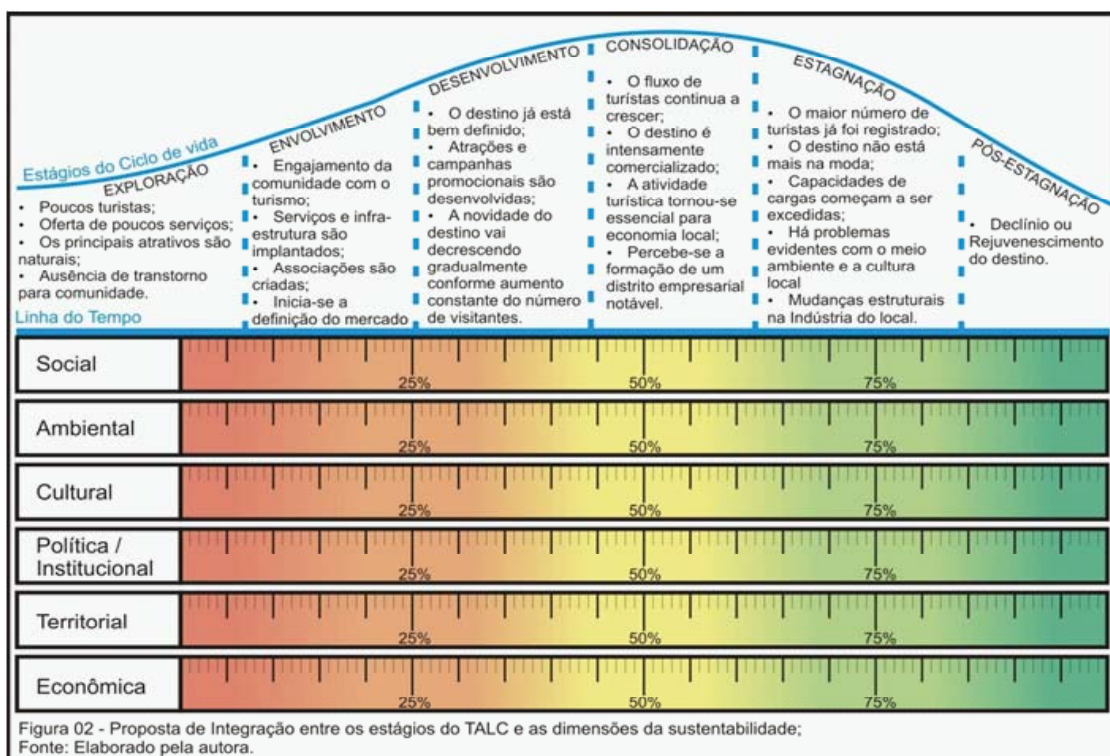 Estágios do Ciclo de vida
EXPLORAÇÃO
• Poucos turistas;
• Oferta de poucos serviços;
• Os principais atrativos são
naturais;
• Ausência de transtorno
para comunidade.
ENVOLVIMENTO
• Engajamento da
comunidade com o
turismo;
• Serviços e infra-
estrutura são
implantados;
• Associações são
criadas;
• Inicia-se a
definição do mercado
DESENVOLVIMENTO
• O destino já está
bem definido;
• Atrações e
campanhas
promocionais são
desenvolvidas;
• A novidade do
destino vai
decrescendo
gradualmente
conforme aumento
constante do número
de visitantes.
CONSOLIDAÇÃO
• O fluxo de
turístas continua a
crescer;
• O destino é
intensamente
comercializado;
• A atividade
turística tornou-se
essencial para
economia local;
• Percebe-se a
formação de um
distrito empresarial
notável.
ESTAGNAÇÃO
• O maior número de
turistas já foi registrado;
• O destino não está
mais na moda;
• Capacidades de
cargas começam a ser
excedidas;
• Há problemas
evidentes com o meio
ambiente e a cultura
local
• Mudanças estruturais
na Indústria do local.
PÓS-ESTAGNAÇÃO
• Declínio ou
Rejuvenescimento
do destino.
Linha do Tempo
Social
25% 50% 75%
Ambiental
25% 50% 75%
Cultural
25% 50% 75%
Política /
Institucional
25% 50% 75%
Territorial
25% 50% 75%
Econômica
25% 50% 75%
Figura 02 - Proposta de Integração entre os estágios do TALC e as dimensões da sustentabilidade;
Fonte: Elaborado pela autora.